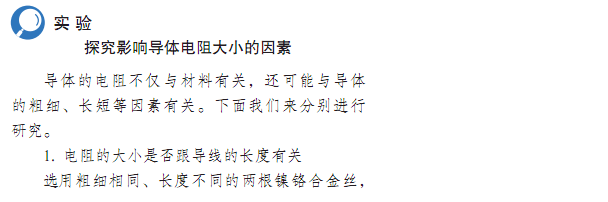 实验
探究影响导体电阻大小的因素
导体的电阻不仅与材料有关，还可能与导体
的粗细、长短等因素有关。下面我们来分别进行
研究。
1. 电阻的大小是否跟导线的长度有关
选用粗细相同、长度不同的两根镍铬合金丝，